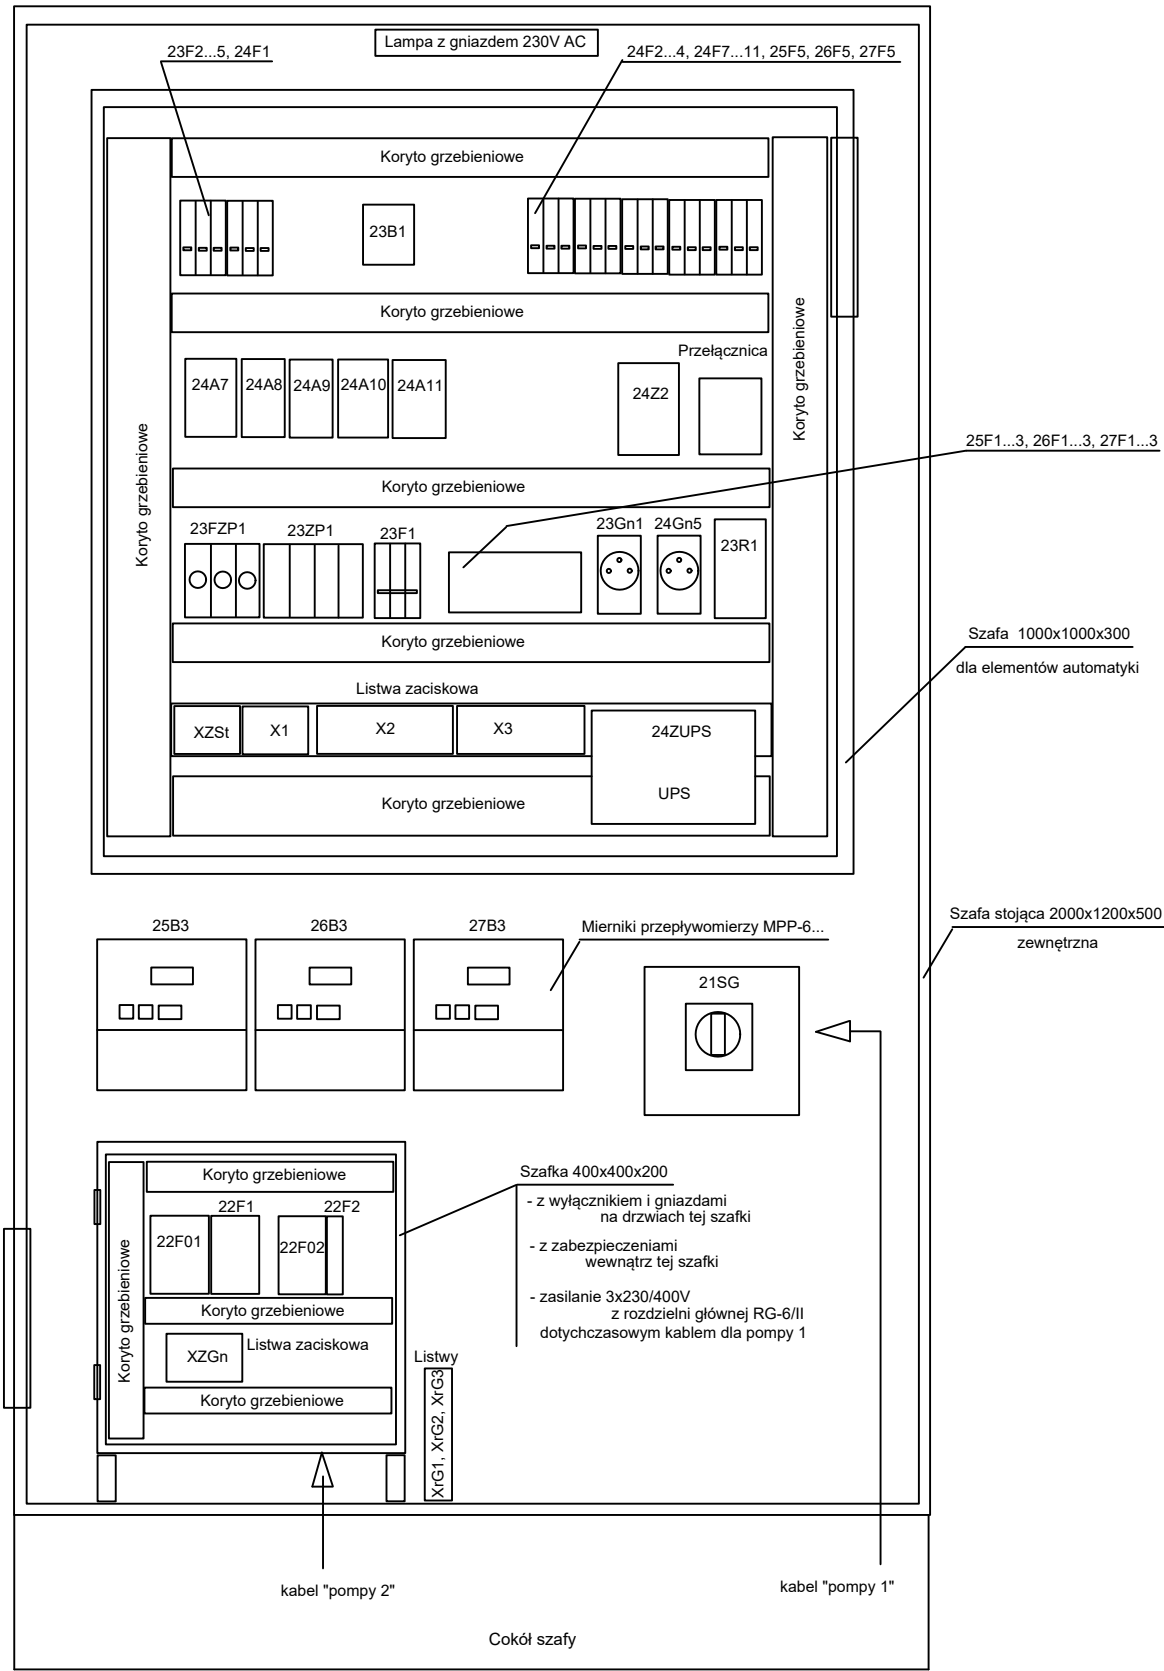 Lampa z gniazdem 230V AC
23F2...5, 24F1
24F2...4, 24F7...11, 25F5, 26F5, 27F5
Koryto grzebieniowe
23B1
Koryto grzebieniowe
Koryto grzebieniowe
Koryto grzebieniowe
Przełącznica
24A7
24A8
24A9
24A10
24A11
24Z2
25F1...3, 26F1...3, 27F1...3
Koryto grzebieniowe
23FZP1
23ZP1
23F1
23Gn1
24Gn5
23R1
Koryto grzebieniowe
Szafa 1000x1000x300
dla elementów automatyki
Listwa zaciskowa
XZSt
X1
X2
X3
24ZUPS
UPS
Koryto grzebieniowe
Szafa stojąca 2000x1200x500
zewnętrzna
25B3
26B3
27B3
Mierniki przepływomierzy MPP-6...
21SG
Koryto grzebieniowe
Koryto grzebieniowe
22F1
22F2
22F01
22F02
Koryto grzebieniowe
Listwa zaciskowa
XZGn
Koryto grzebieniowe
Szafka 400x400x200
- z wyłącznikiem i gniazdami
na drzwiach tej szafki
- z zabezpieczeniami
wewnątrz tej szafki
- zasilanie 3x230/400V
z rozdzielni głównej RG-6/II
dotychczasowym kablem dla pompy 1
Listwy
XrG1, XrG2, XrG3
kabel "pompy 2"
kabel "pompy 1"
Cokół szafy